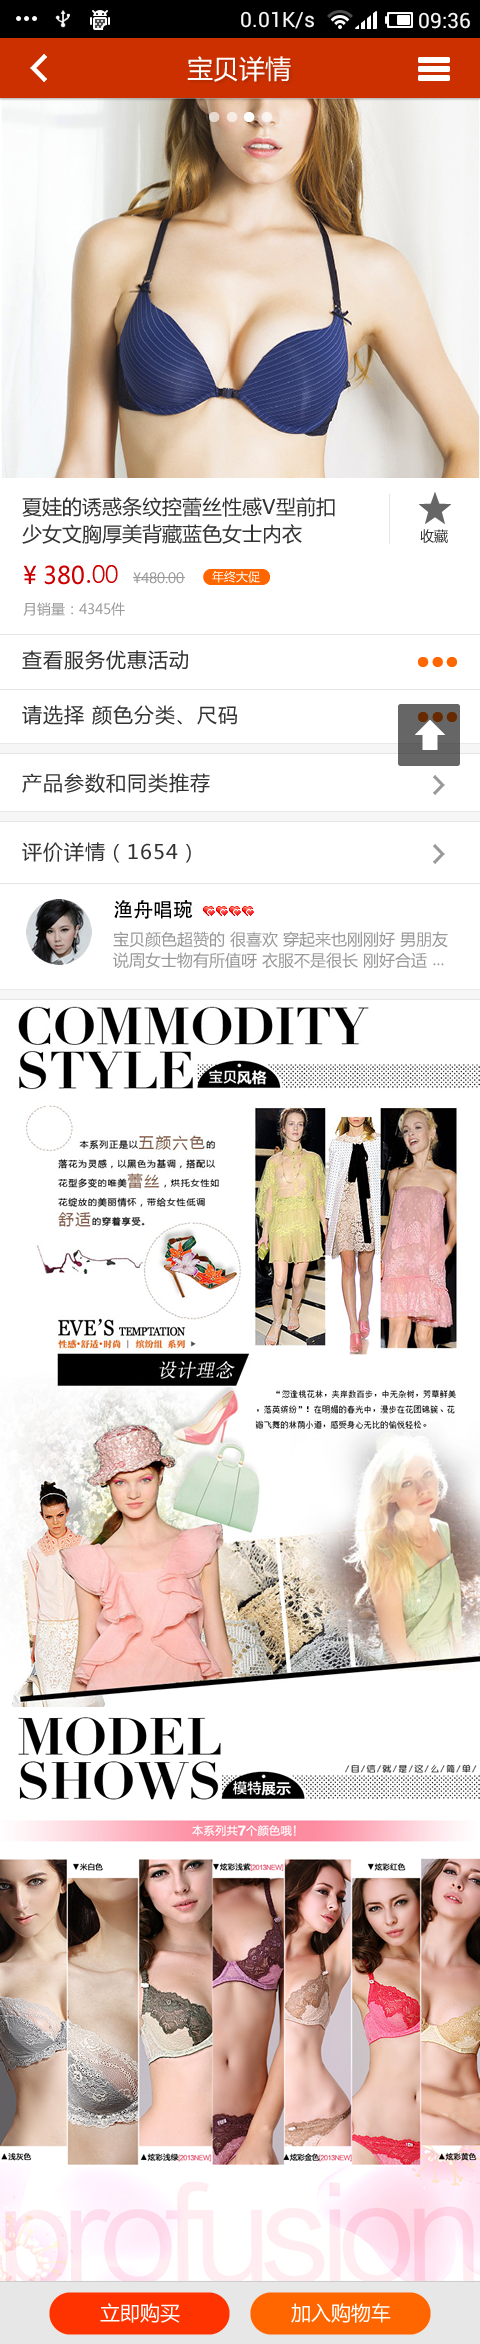 0.01K/s 09:36
宝贝详情
夏娃的诱惑条纹控蕾丝性感V型前扣
少女文胸厚美背藏蓝色女士内衣
收藏
¥ 380.00 ¥480.00 年终大促
月销量：4345件
查看服务优惠活动
请选择 颜色分类、尺码
产品参数和同类推荐
评价详情（1654）
渔舟唱琬
宝贝颜色超赞的 很喜欢 穿起来也刚刚好 男朋友
说周女士物有所值呀 衣服不是很长 刚好合适 ...
COMMODITY
STYLE 宝贝风格
本系列正是以五颜六色的
落花为灵感，以黑色为基调，搭配以
花型多变的唯美蕾丝，烘托女性如
花绽放的美丽情怀，带给女性低调
舒适的穿着享受。
EVE'S TEMPTATION
性感·舒适·时尚 | 缤纷组 系列
设计理念
“忽逢桃花林，夹岸数百步，中无杂树，芳草鲜美
，落英缤纷”！在明媚的春光中，漫步在花团锦簇、花
瓣飞舞的林荫小道，感受身心无比的愉悦轻松。
MODEL
SHOWS 模特展示
/自/信/就/是/这/么/简/单/
本系列共7个颜色哦!
▼米白色 ▼炫彩浅紫[2013NEW] ▼炫彩红色
▲浅灰色 ▲炫彩浅绿[2013NEW] ▲炫彩金色[2013NEW] ▲炫彩黄色
profusion
立即购买 加入购物车